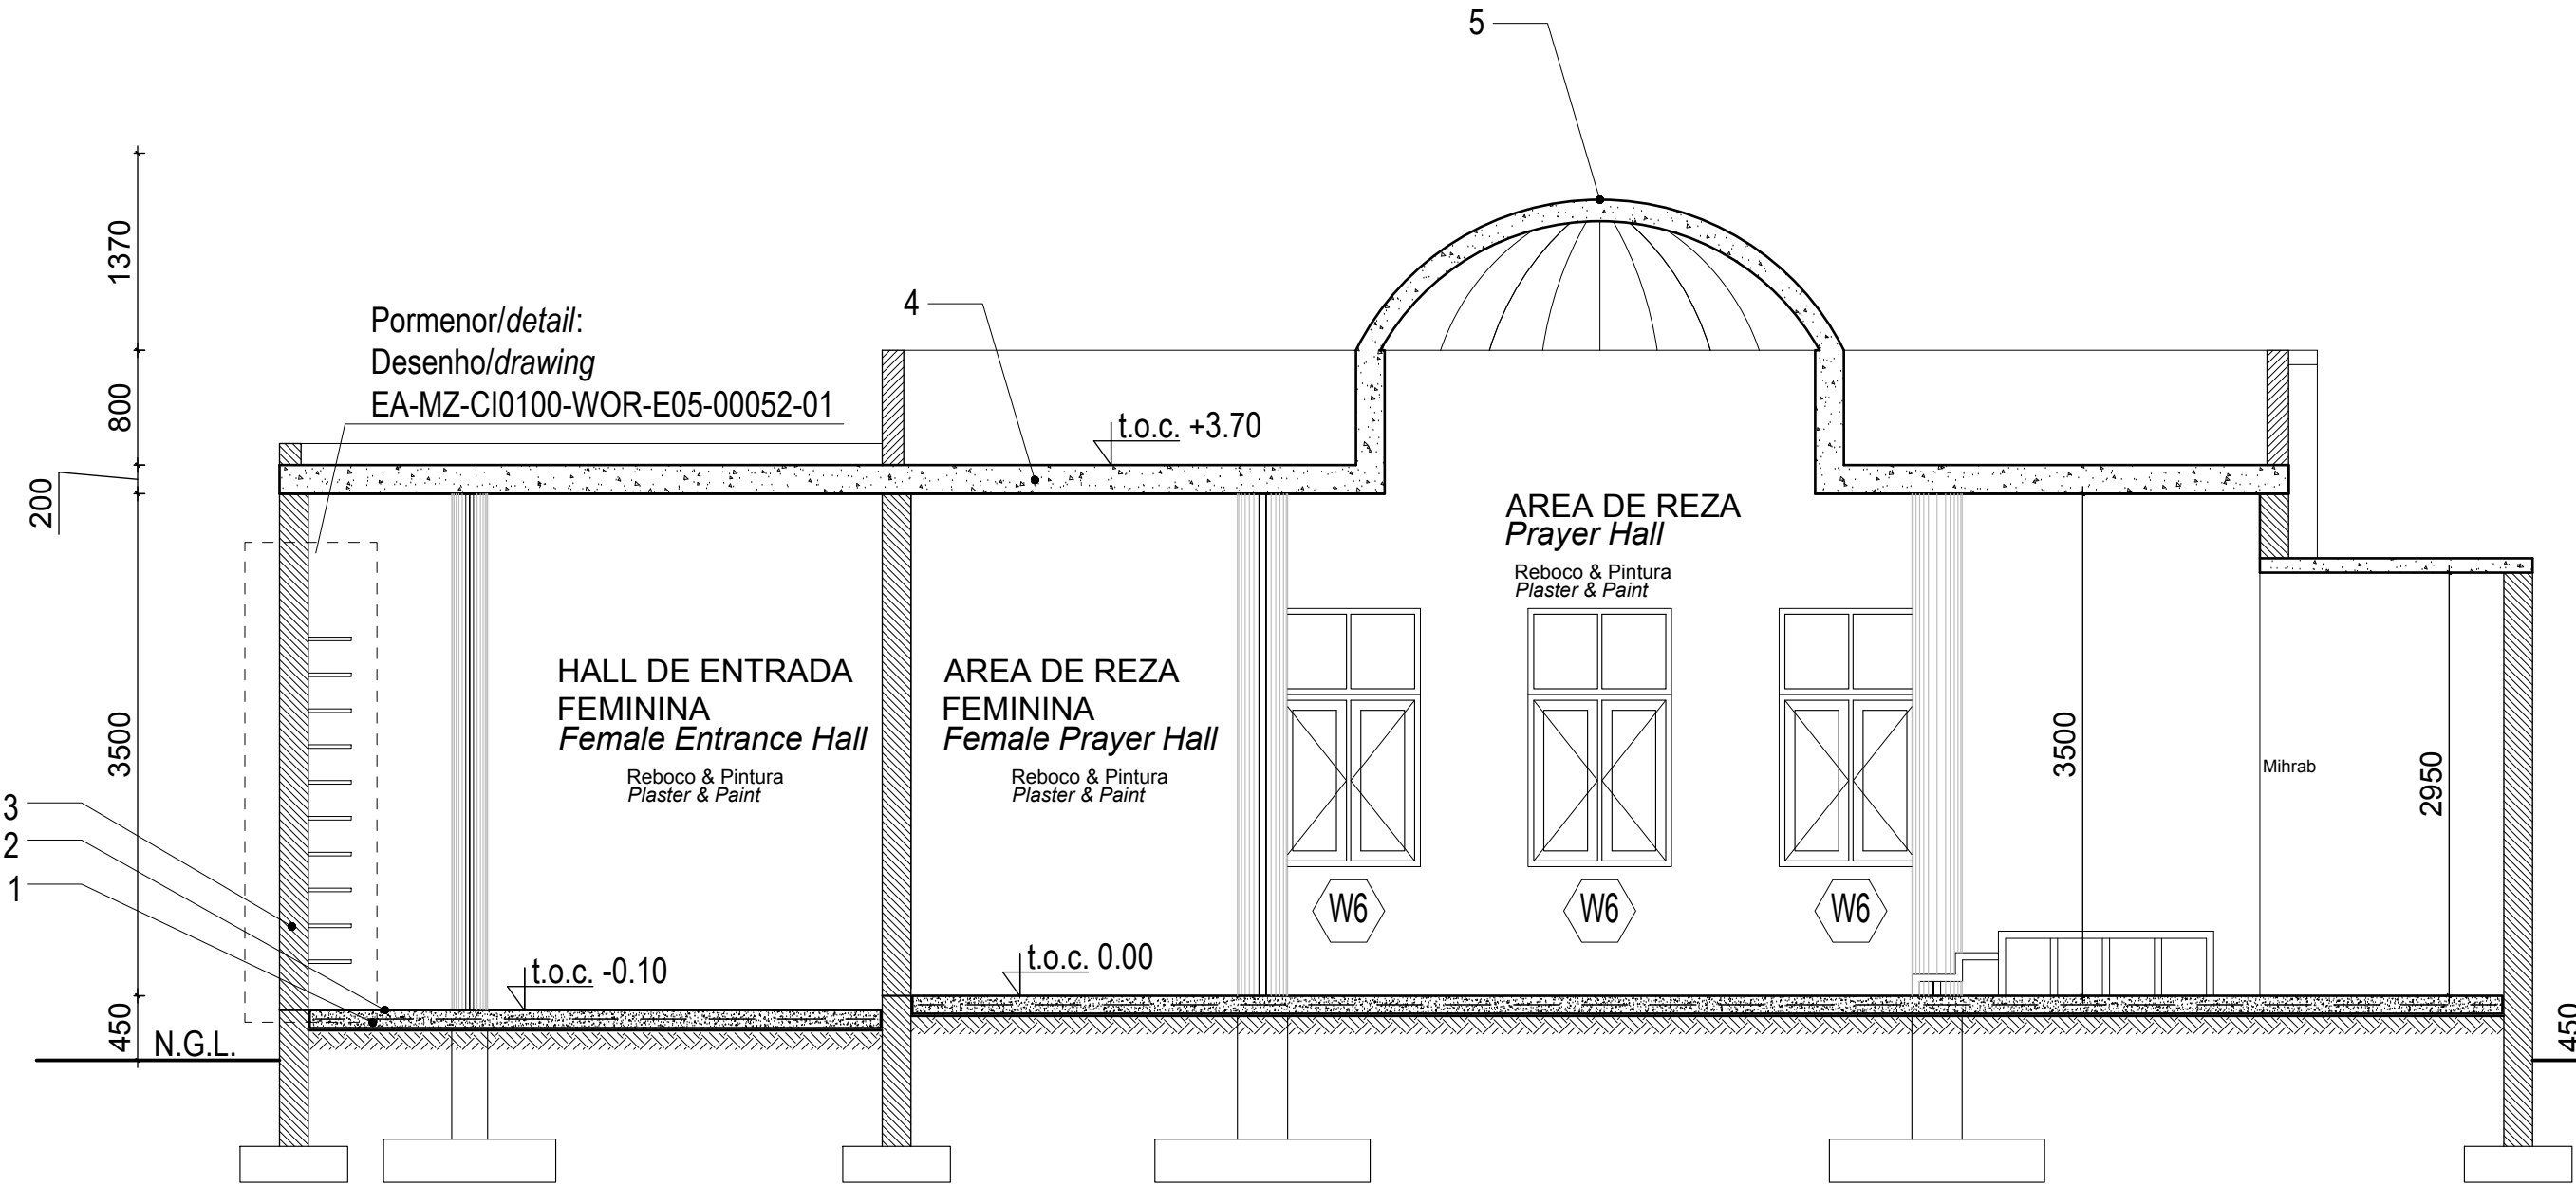 5
1370
Pormenor/detail:
Desenho/drawing
EA-MZ-CI0100-WOR-E05-00052-01
4
800
t.o.c. +3.70
200
AREA DE REZA
Prayer Hall
Reboco & Pintura
Plaster & Paint
HALL DE ENTRADA
FEMININA
Female Entrance Hall
Reboco & Pintura
Plaster & Paint
AREA DE REZA
FEMININA
Female Prayer Hall
Reboco & Pintura
Plaster & Paint
3500
3500
Mihrab
2950
3
2
1
W6
W6
W6
t.o.c. -0.10
t.o.c. 0.00
450
N.G.L.
450